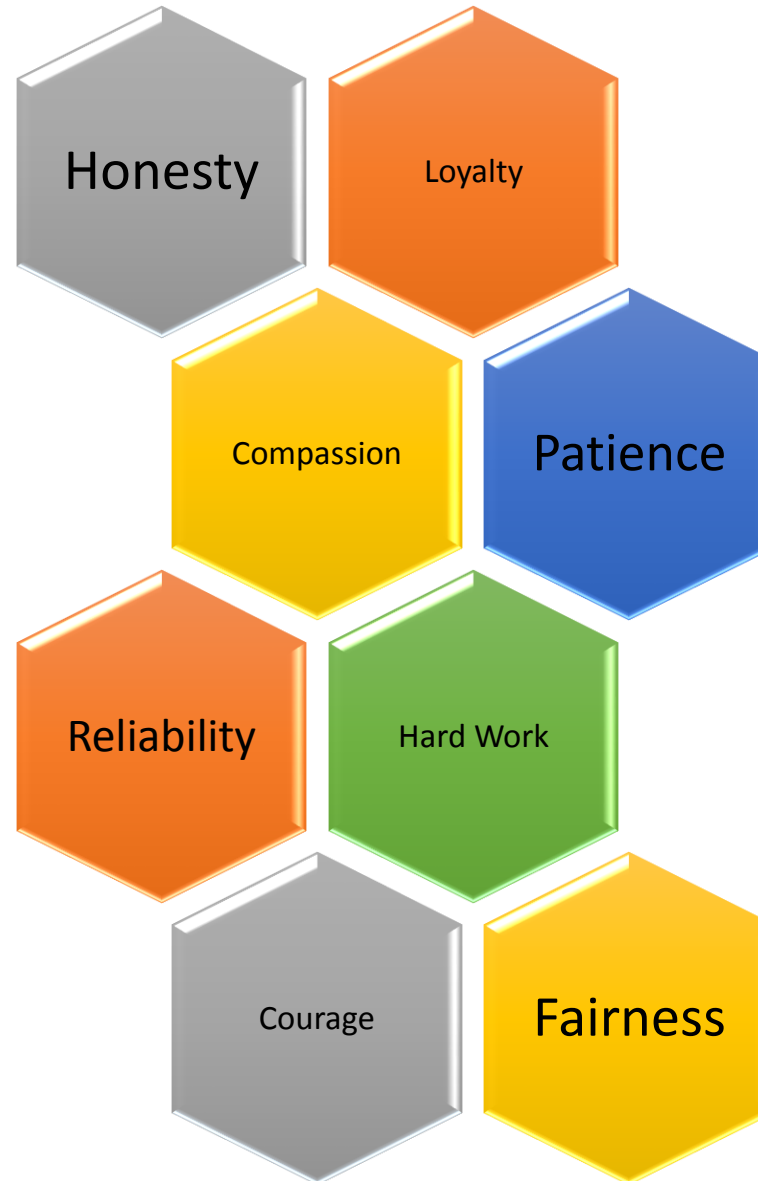 Honesty
Loyalty
Compassion
Patience
Reliability
Hard Work
Courage
Fairness